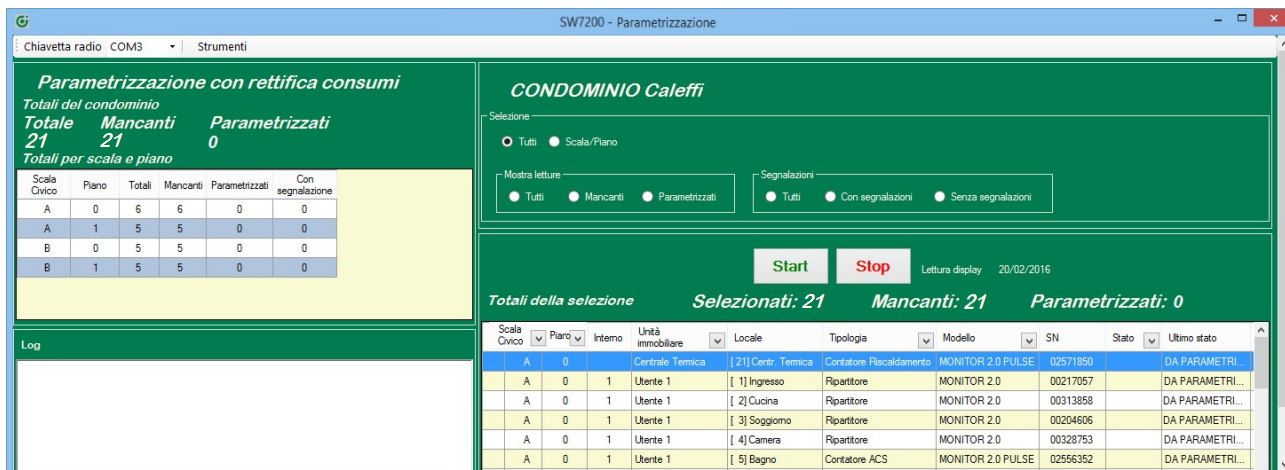 SW7200 - Parametrizzazione
Chiavetta radio COM3 Strumenti
Parametrizzazione con rettifica consumi
Totali del condominio
Totale Mancanti Parametrizzati
21 21 0
Totali per scala e piano
Scala Civico Piano Totali Mancanti Parametrizzati Con segnalazione
A 0 6 6 0 0
A 1 5 5 0 0
B 0 5 5 0 0
B 1 5 5 0 0
Log
CONDOMINIO Caleffi
Selezione
Tutti Scala/Piano
Mostra letture
Tutti Mancanti Parametrizzati
Segnalazioni
Tutti Con segnalazioni Senza segnalazioni
Start Stop Lettura display 20/02/2016
Totali della selezione Selezionati: 21 Mancanti: 21 Parametrizzati: 0
Scala Civico Piano Interno Unità immobiliare Locale Tipologia Modello SN Stato Ultimo stato
A 0 Centrale Termica [ 21] Centr. Termica Contatore Riscaldamento MONITOR 2.0 PULSE 02571850 DA PARAMETRI...
A 0 1 Utente 1 [ 1] Ingresso Ripartitore MONITOR 2.0 00217057 DA PARAMETRI...
A 0 1 Utente 1 [ 2] Cucina Ripartitore MONITOR 2.0 00313858 DA PARAMETRI...
A 0 1 Utente 1 [ 3] Soggiorno Ripartitore MONITOR 2.0 00204606 DA PARAMETRI...
A 0 1 Utente 1 [ 4] Camera Ripartitore MONITOR 2.0 00328753 DA PARAMETRI...
A 0 1 Utente 1 [ 5] Bagno Contatore ACS MONITOR 2.0 PULSE 02556352 DA PARAMETRI...